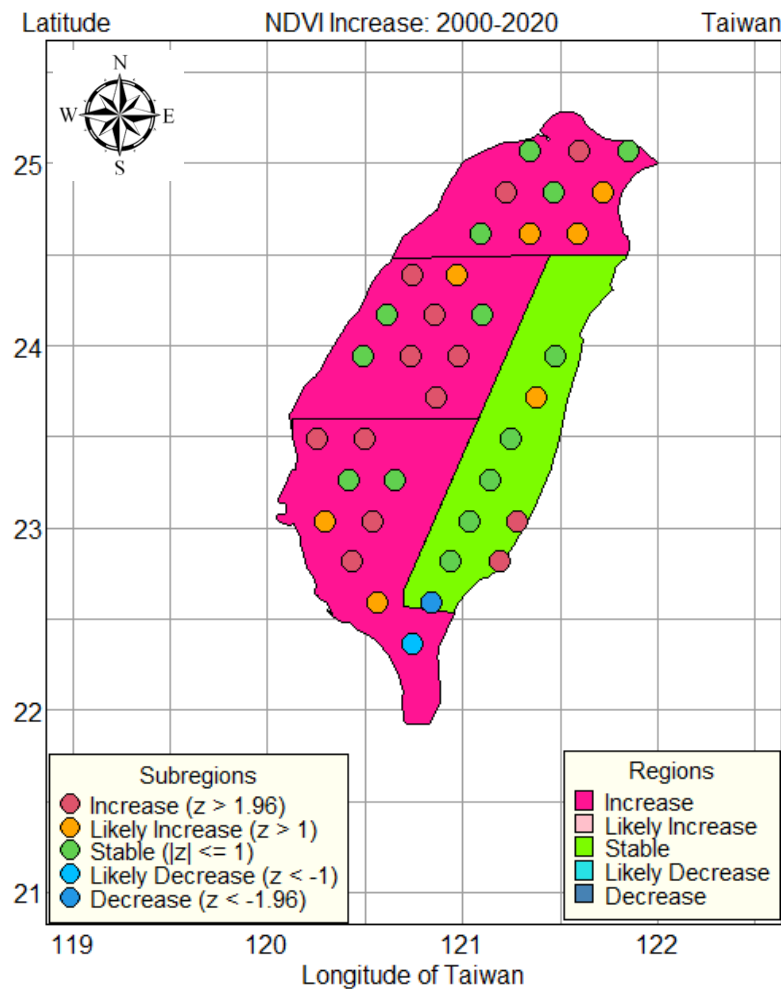 Latitude NDVI Increase: 2000-2020 Taiwan
N
W E
S
25
24
23
22
21
Subregions
Increase (z > 1.96)
Likely Increase (z > 1)
Stable (|z| <= 1)
Likely Decrease (z < -1)
Decrease (z < -1.96)
Regions
Increase
Likely Increase
Stable
Likely Decrease
Decrease
119 120 121 122
Longitude of Taiwan